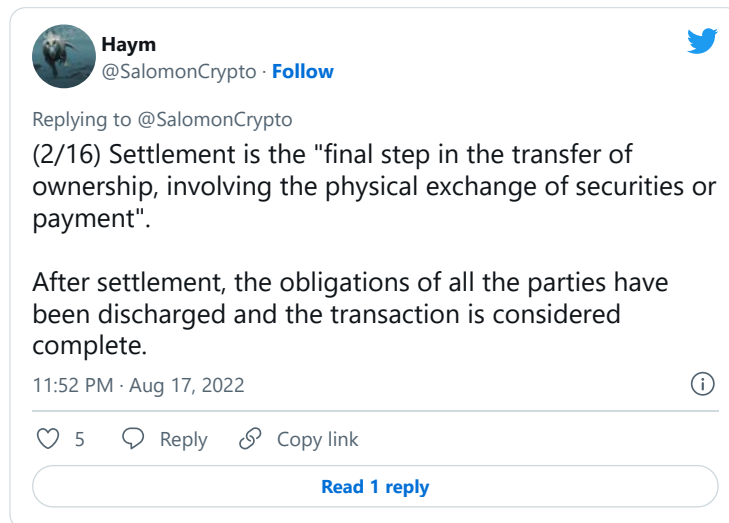 Haym
@SalomonCrypto · Follow
Replying to @SalomonCrypto
(2/16) Settlement is the "final step in the transfer of
ownership, involving the physical exchange of securities or
payment".
After settlement, the obligations of all the parties have
been discharged and the transaction is considered
complete.
11:52 PM · Aug 17, 2022
5 Reply Copy link
Read 1 reply